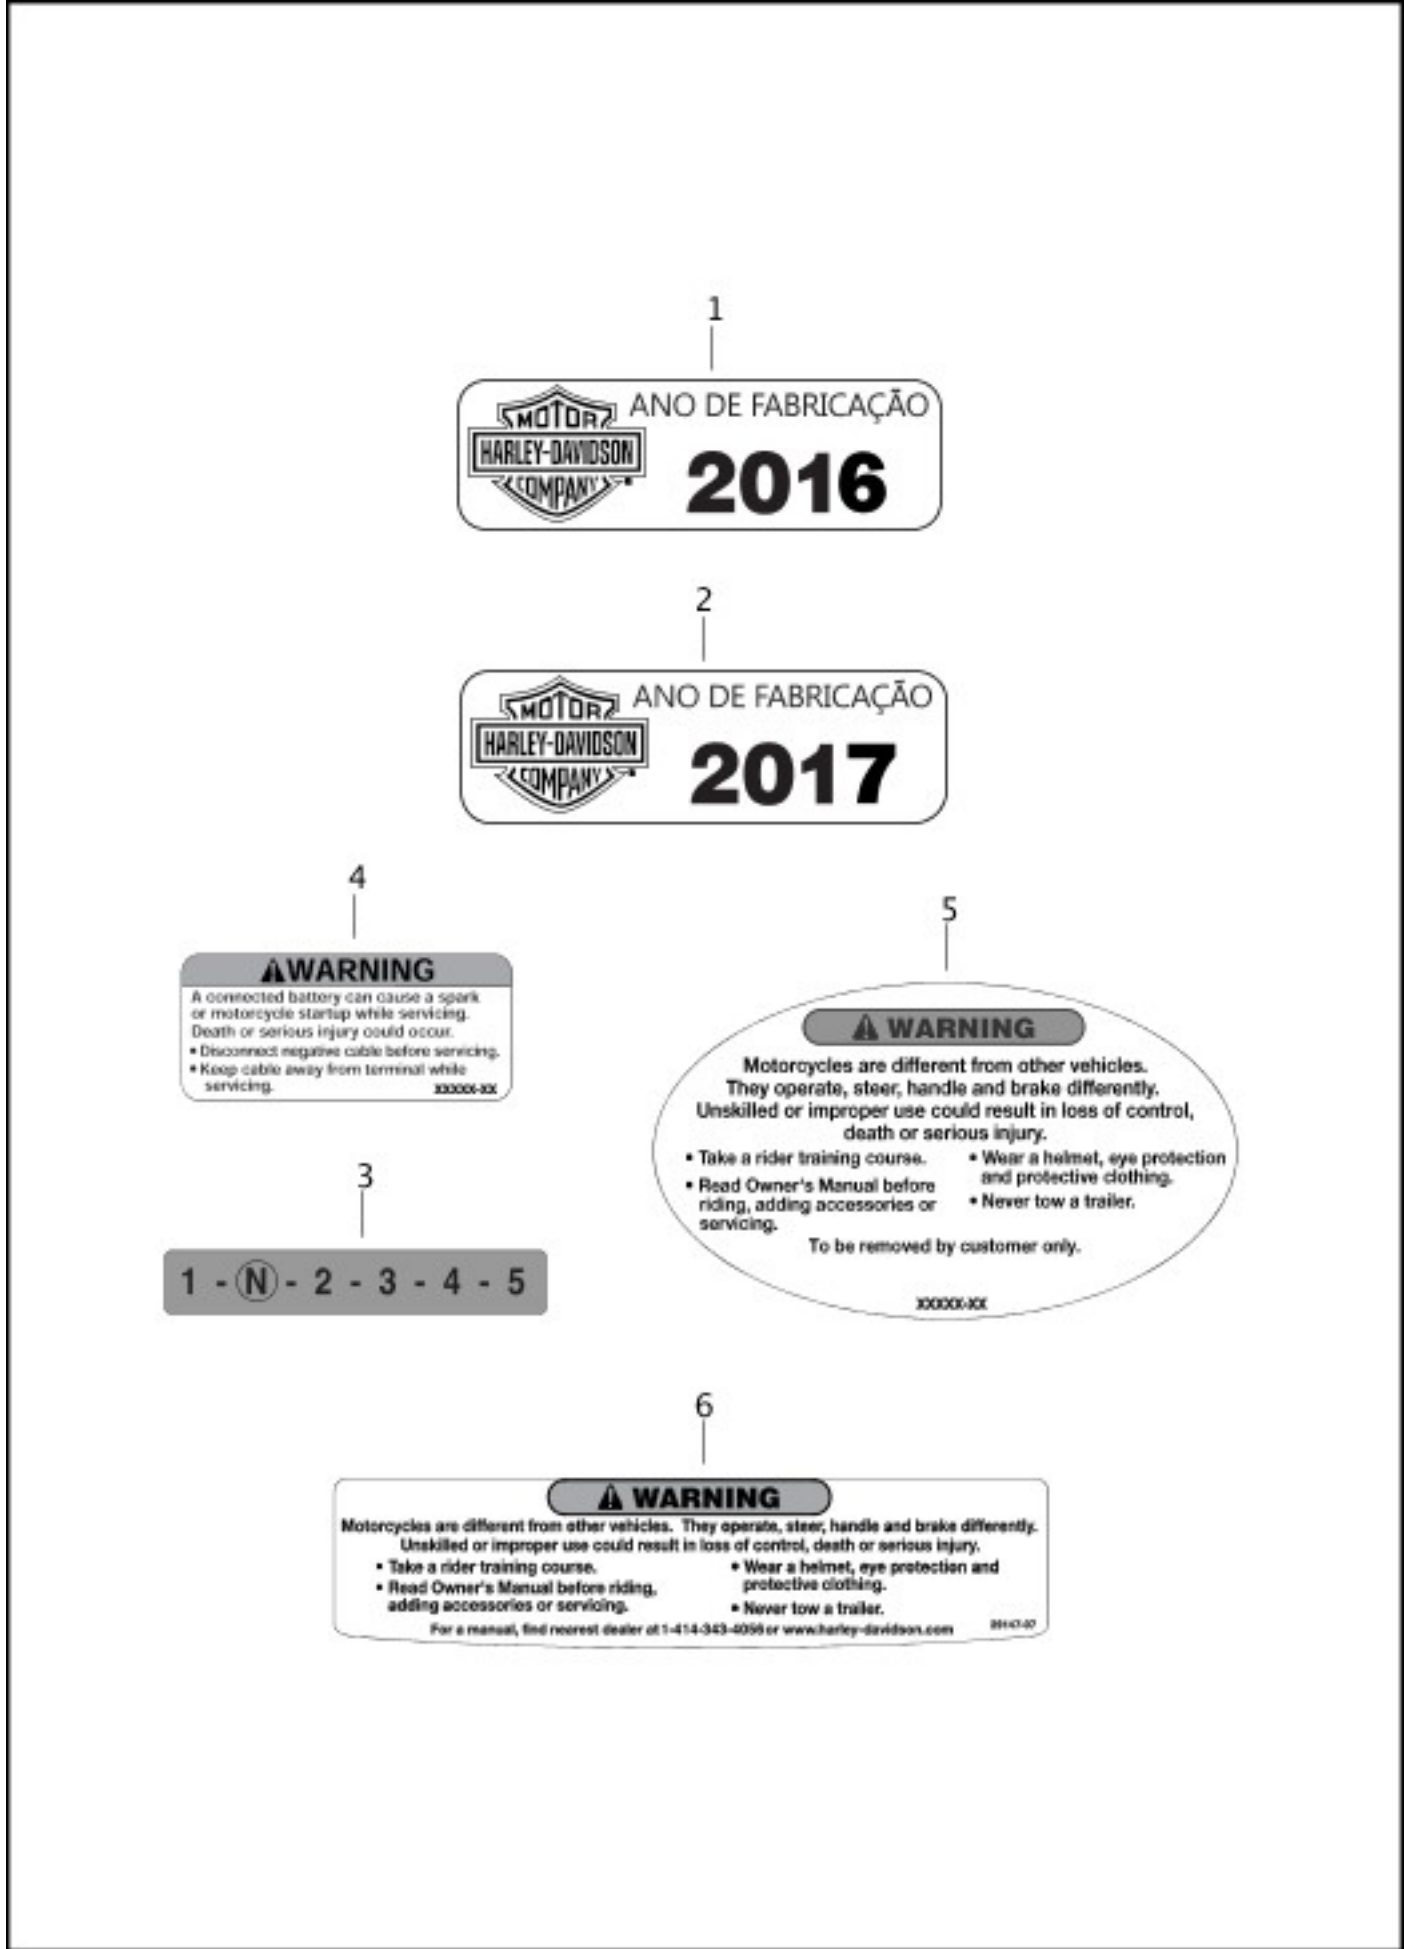 1
MOTOR
HARLEY-DAVIDSON
COMPANY
ANO DE FABRICAÇÃO
2016
2
MOTOR
HARLEY-DAVIDSON
COMPANY
ANO DE FABRICAÇÃO
2017
4
WARNING
A connected battery can cause a spark
or motorcycle startup while servicing.
Death or serious injury could occur.
• Disconnect negative cable before servicing.
• Keep cable away from terminal while
servicing.
XXXXX-XX
5
WARNING
Motorcycles are different from other vehicles.
They operate, steer, handle and brake differently.
Unskilled or improper use could result in loss of control,
death or serious injury.
• Take a rider training course.
• Read Owner's Manual before
riding, adding accessories or
servicing.
• Wear a helmet, eye protection
and protective clothing.
• Never tow a trailer.
To be removed by customer only.
XXXXX-XX
3
1 - N - 2 - 3 - 4 - 5
6
WARNING
Motorcycles are different from other vehicles. They operate, steer, handle and brake differently.
Unskilled or improper use could result in loss of control, death or serious injury.
• Take a rider training course.
• Read Owner's Manual before riding,
adding accessories or servicing.
• Wear a helmet, eye protection and
protective clothing.
• Never tow a trailer.
For a manual, find nearest dealer at 1-414-343-4056 or www.harley-davidson.com